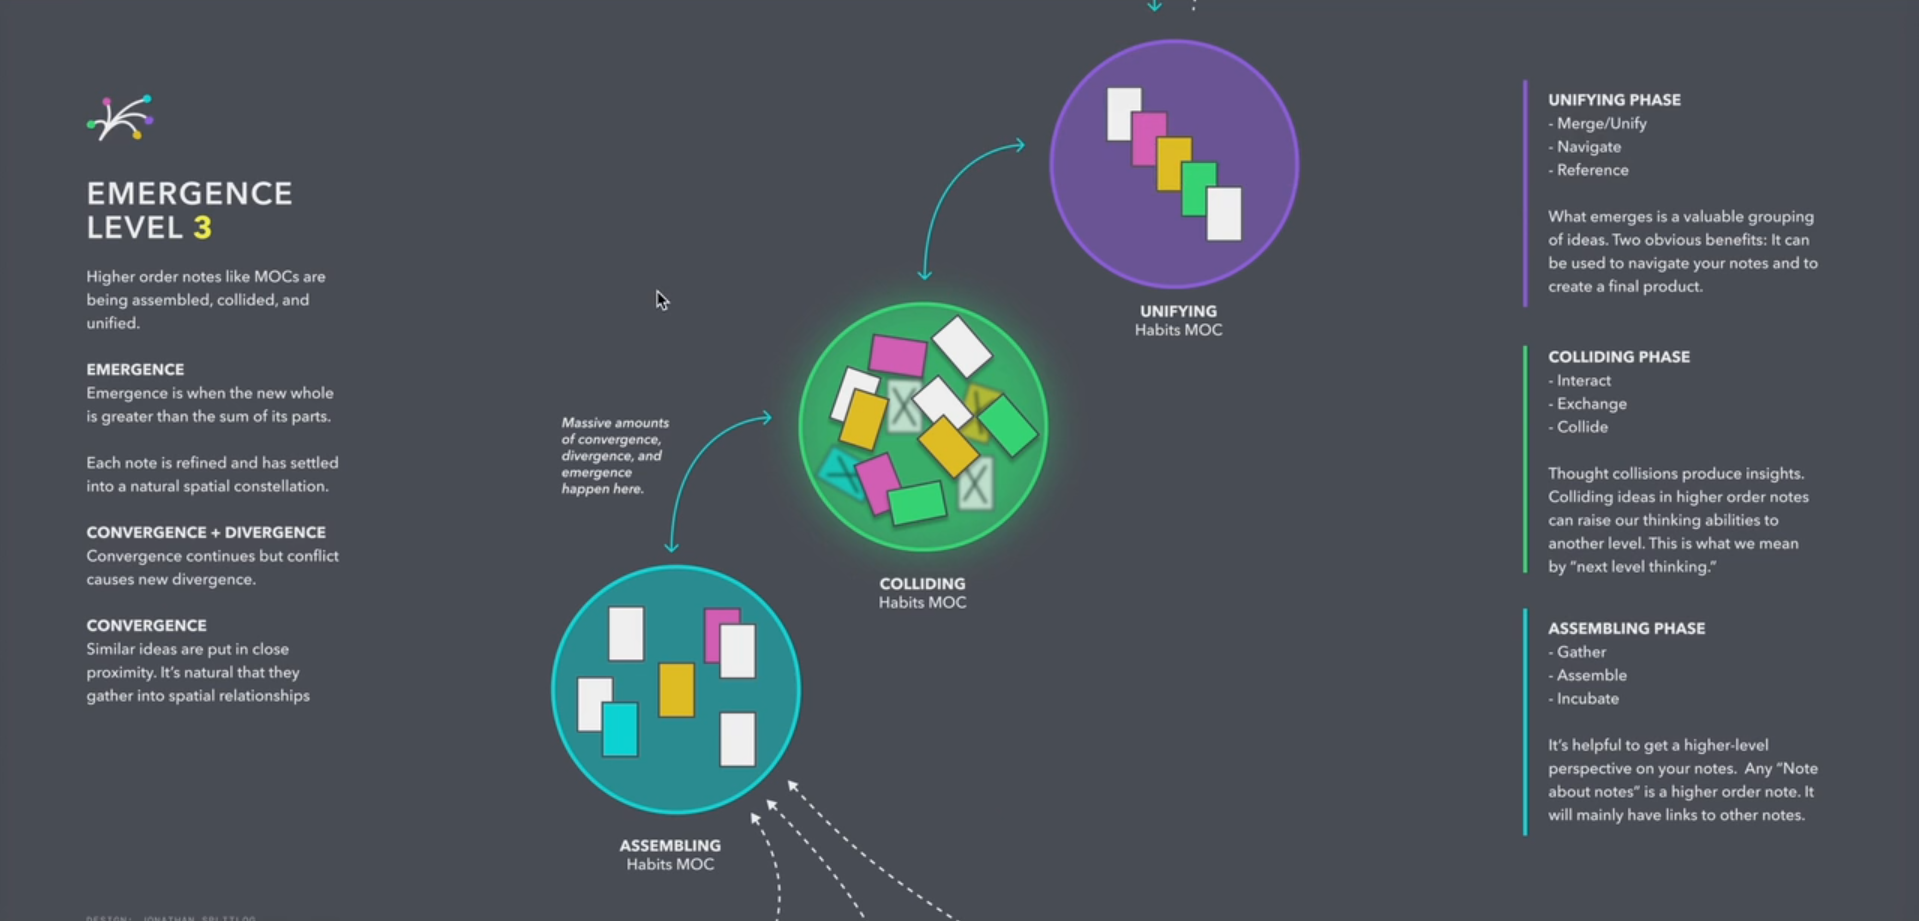 EMERGENCE
LEVEL 3
Higher order notes like MOCs are
being assembled, collided, and
unified.
EMERGENCE
Emergence is when the new whole
is greater than the sum of its parts.
Each note is refined and has settled
into a natural spatial constellation.
CONVERGENCE + DIVERGENCE
Convergence continues but conflict
causes new divergence.
CONVERGENCE
Similar ideas are put in close
proximity. It’s natural that they
gather into spatial relationships
Massive amounts
of convergence,
divergence, and
emergence
happen here.
UNIFYING
Habits MOC
COLLIDING
Habits MOC
ASSEMBLING
Habits MOC
UNIFYING PHASE
- Merge/Unify
- Navigate
- Reference
What emerges is a valuable grouping
of ideas. Two obvious benefits: It can
be used to navigate your notes and to
create a final product.
COLLIDING PHASE
- Interact
- Exchange
- Collide
Thought collisions produce insights.
Colliding ideas in higher order notes
can raise our thinking abilities to
another level. This is what we mean
by “next level thinking.”
ASSEMBLING PHASE
- Gather
- Assemble
- Incubate
It’s helpful to get a higher-level
perspective on your notes.  Any “Note
about notes” is a higher order note. It
will mainly have links to other notes.